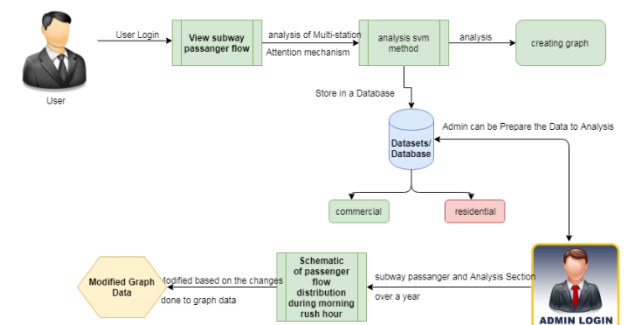 User Login
View subway
passanger flow
analysis of Multi-station
Attention mechanism
analysis svm
method
analysis
creating graph
User
Store in a Database
Admin can be Prepare the Data to Analysis
Datasets/
Database
commercial
residential
Modified Graph
Data
Modified based on the changes
done to graph data
Schematic
of passenger
flow
distribution
during morning
rush hour
subway passanger and Analysis Section
over a year
ADMIN LOGIN